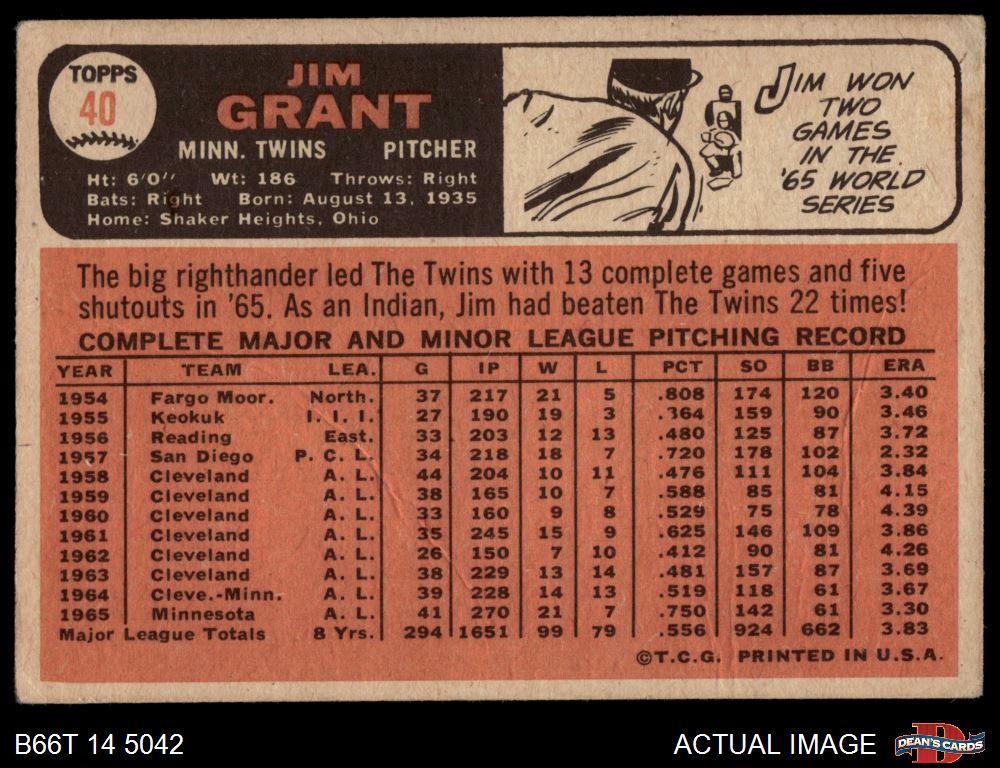 TOPPS
40
JIM
GRANT
MINN. TWINS PITCHER
Ht: 6'0" Wt: 186 Throws: Right
Bats: Right Born: August 13, 1935
Home: Shaker Heights, Ohio
JIM WON
TWO
GAMES
IN THE
'65 WORLD
SERIES
The big righthander led The Twins with 13 complete games and five
shutouts in '65. As an Indian, Jim had beaten The Twins 22 times!
COMPLETE MAJOR AND MINOR LEAGUE PITCHING RECORD
YEAR TEAM LEA. G IP W L PCT SO BB ERA
1954 Fargo Moor. North. 37 217 21 5 .808 174 120 3.40
1955 Keokuk I. I. I. 27 190 19 3 .364 159 90 3.46
1956 Reading East. 33 203 12 13 .480 125 87 3.72
1957 San Diego P. C. L. 34 218 18 7 .720 178 102 2.32
1958 Cleveland A. L. 44 204 10 11 .476 111 104 3.84
1959 Cleveland A. L. 38 165 10 7 .588 85 81 4.15
1960 Cleveland A. L. 33 160 9 8 .529 75 78 4.39
1961 Cleveland A. L. 35 245 15 9 .625 146 109 3.86
1962 Cleveland A. L. 26 150 7 10 .412 90 81 4.26
1963 Cleveland A. L. 38 229 13 14 .481 157 87 3.69
1964 Cleve.-Minn. A. L. 39 228 14 13 .519 118 61 3.67
1965 Minnesota A. L. 41 270 21 7 .750 142 61 3.30
Major League Totals 8 Yrs. 294 1651 99 79 .556 924 662 3.83
©T.C.G. PRINTED IN U.S.A.
B66T 14 5042
ACTUAL IMAGE
D
DEAN'S CARDS